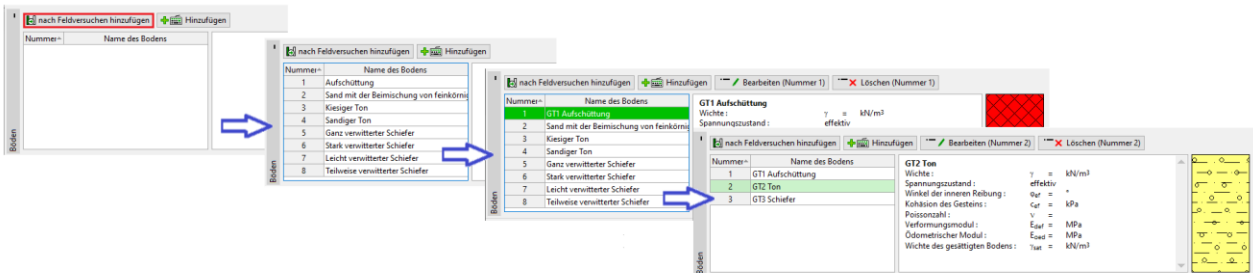 nach Feldversuchen hinzufügen Hinzufügen
Nummer Name des Bodens
Böden
nach Feldversuchen hinzufügen Hinzufügen
Nummer Name des Bodens
1 Aufschüttung
2 Sand mit der Beimischung von feinkörnig
3 Kiesiger Ton
4 Sandiger Ton
5 Ganz verwitterter Schiefer
6 Stark verwitterter Schiefer
7 Leicht verwitterter Schiefer
8 Teilweise verwitterter Schiefer
Böden
nach Feldversuchen hinzufügen Hinzufügen Bearbeiten (Nummer 1) Löschen (Nummer 1)
Nummer Name des Bodens
1 GT1 Aufschüttung
2 Sand mit der Beimischung von feinkörnig
3 Kiesiger Ton
4 Sandiger Ton
5 Ganz verwitterter Schiefer
6 Stark verwitterter Schiefer
7 Leicht verwitterter Schiefer
8 Teilweise verwitterter Schiefer
GT1 Aufschüttung
Wichte : γ = kN/m³
Spannungszustand : effektiv
Böden
nach Feldversuchen hinzufügen Hinzufügen Bearbeiten (Nummer 2) Löschen (Nummer 2)
Nummer Name des Bodens
1 GT1 Aufschüttung
2 GT2 Ton
3 GT3 Schiefer
GT2 Ton
Wichte : γ = kN/m³
Spannungszustand : effektiv
Winkel der inneren Reibung : φef = °
Kohäsion des Gesteins : cef = kPa
Poissonzahl : ν =
Verformungsmodul : Edef = MPa
Ödometrischer Modul : Eoed = MPa
Wichte des gesättigten Bodens : γsat = kN/m³
Böden